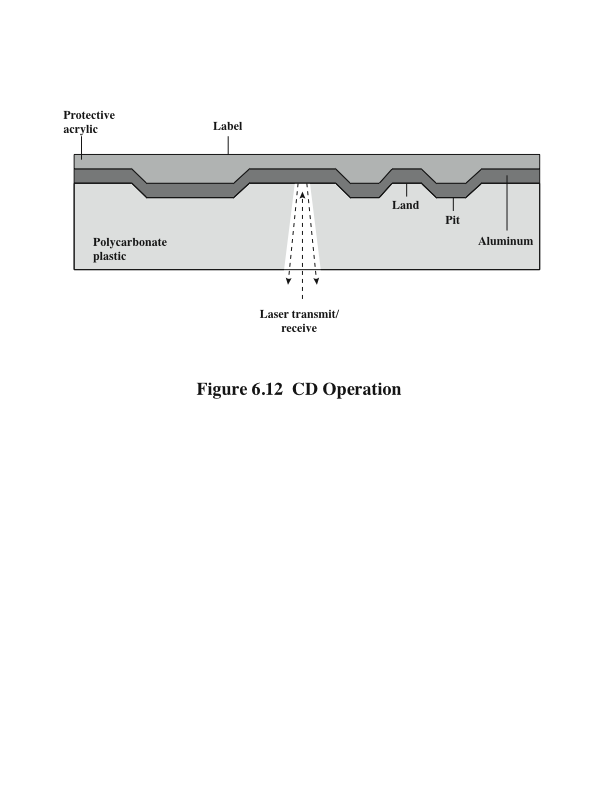 Protective
acrylic
Label
Land
Pit
Polycarbonate
plastic
Aluminum
Laser transmit/
receive
Figure 6.12  CD Operation